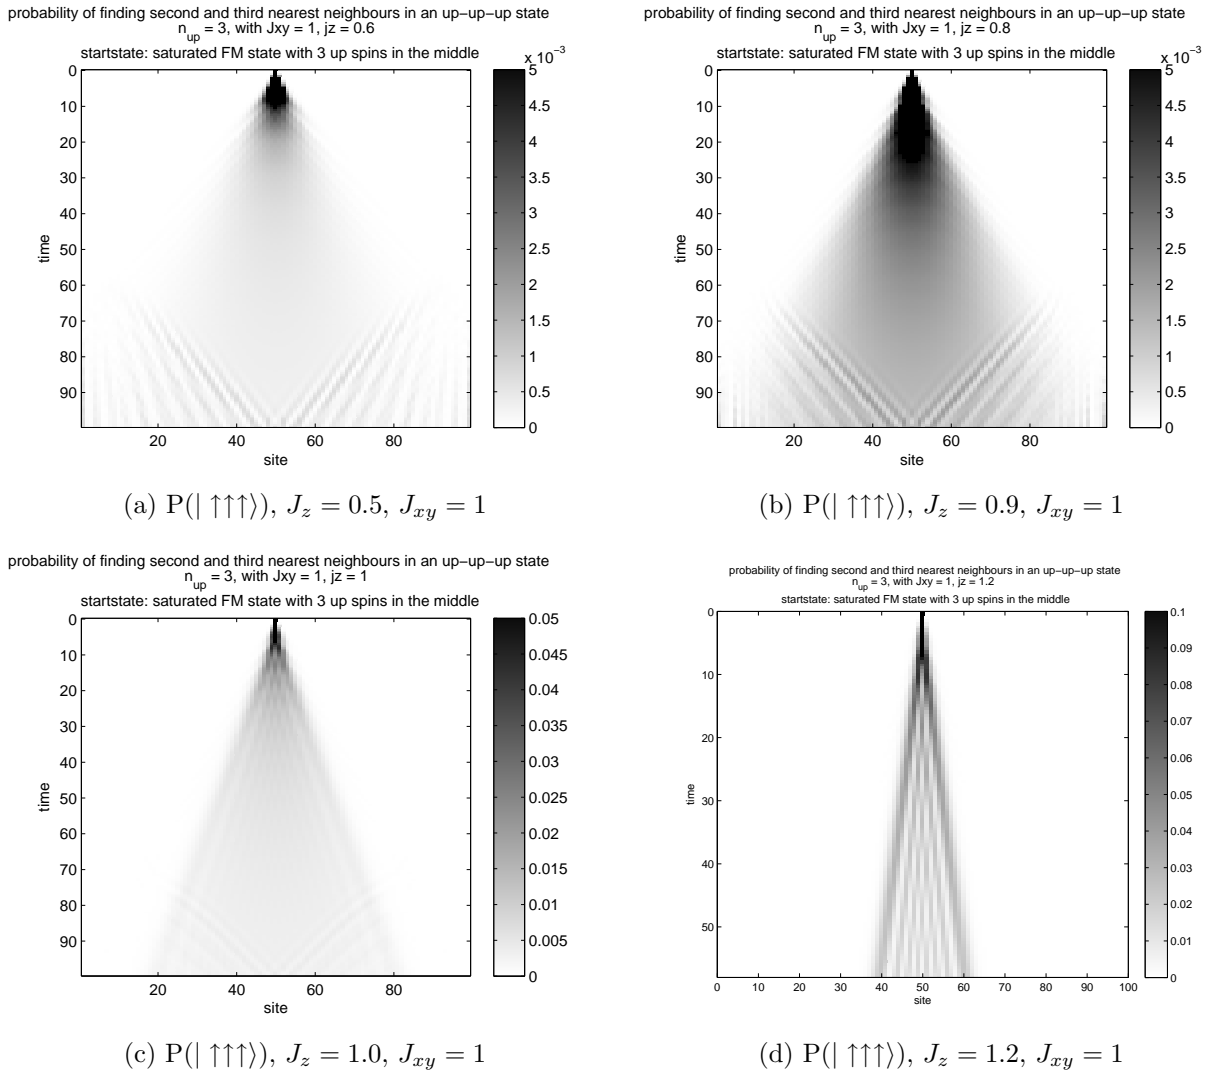 probability of finding second and third nearest neighbours in an up−up−up state
n_up = 3, with Jxy = 1, jz = 0.6
startstate: saturated FM state with 3 up spins in the middle
x 10^−3
0
10
20
30
40
50
60
70
80
90
time
20 40 60 80
site
5
4.5
4
3.5
3
2.5
2
1.5
1
0.5
0
(a) P(| ↑↑↑⟩), J_z = 0.5, J_xy = 1
probability of finding second and third nearest neighbours in an up−up−up state
n_up = 3, with Jxy = 1, jz = 0.8
startstate: saturated FM state with 3 up spins in the middle
x 10^−3
0
10
20
30
40
50
60
70
80
90
time
20 40 60 80
site
5
4.5
4
3.5
3
2.5
2
1.5
1
0.5
0
(b) P(| ↑↑↑⟩), J_z = 0.9, J_xy = 1
probability of finding second and third nearest neighbours in an up−up−up state
n_up = 3, with Jxy = 1, jz = 1
startstate: saturated FM state with 3 up spins in the middle
0
10
20
30
40
50
60
70
80
90
time
20 40 60 80
site
0.05
0.045
0.04
0.035
0.03
0.025
0.02
0.015
0.01
0.005
0
(c) P(| ↑↑↑⟩), J_z = 1.0, J_xy = 1
probability of finding second and third nearest neighbours in an up−up−up state
n_up = 3, with Jxy = 1, jz = 1.2
startstate: saturated FM state with 3 up spins in the middle
0
10
20
30
40
50
time
0 10 20 30 40 50 60 70 80 90 100
site
0.1
0.09
0.08
0.07
0.06
0.05
0.04
0.03
0.02
0.01
0
(d) P(| ↑↑↑⟩), J_z = 1.2, J_xy = 1